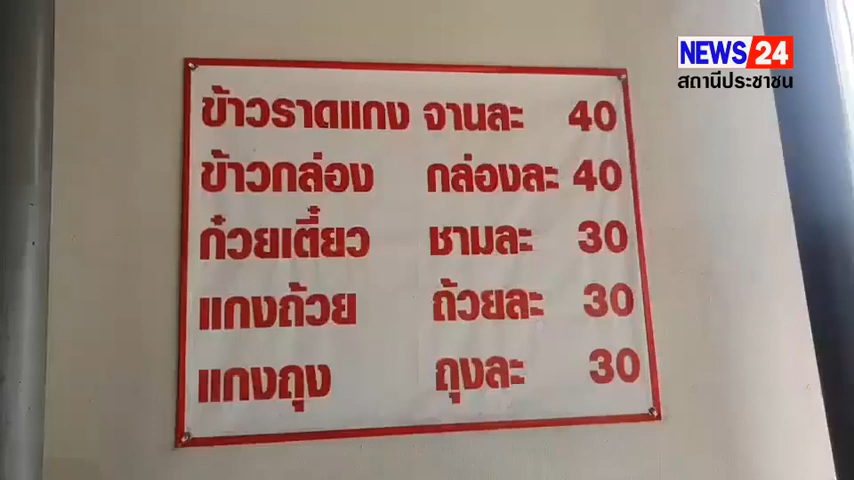 NEWS 24
สถานีประชาชน
ข้าวราดแกง จานละ 40
ข้าวกล่อง กล่องละ 40
ก๋วยเตี๋ยว ชามละ 30
แกงถ้วย ถ้วยละ 30
แกงถุง ถุงละ 30